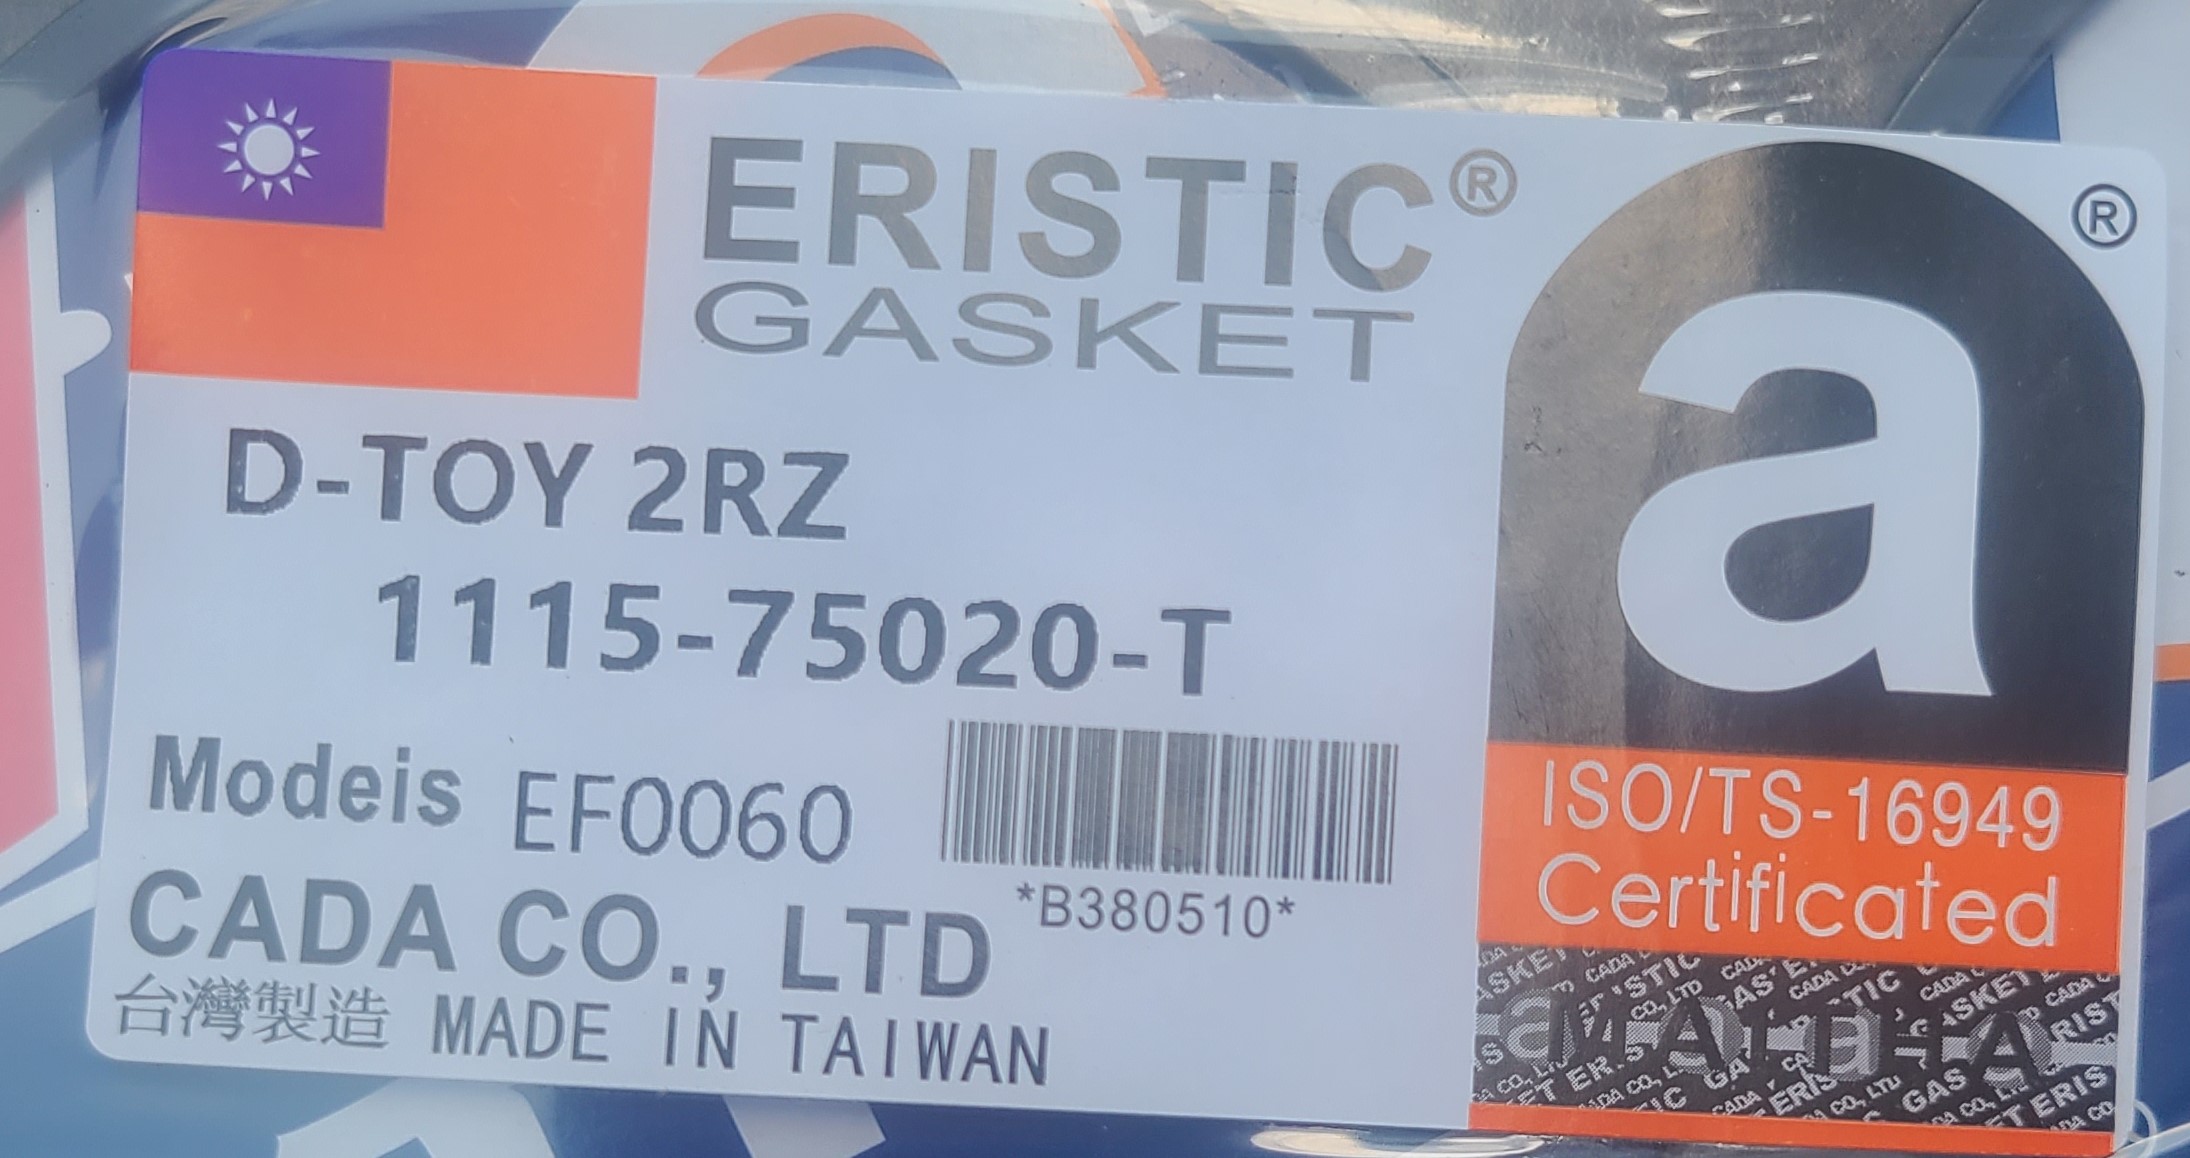 ERISTIC®
GASKET
D-TOY 2RZ
1115-75020-T
Modeis EF0060
*B380510*
CADA CO., LTD
台灣製造 MADE IN TAIWAN
a®
ISO/TS-16949
Certificated